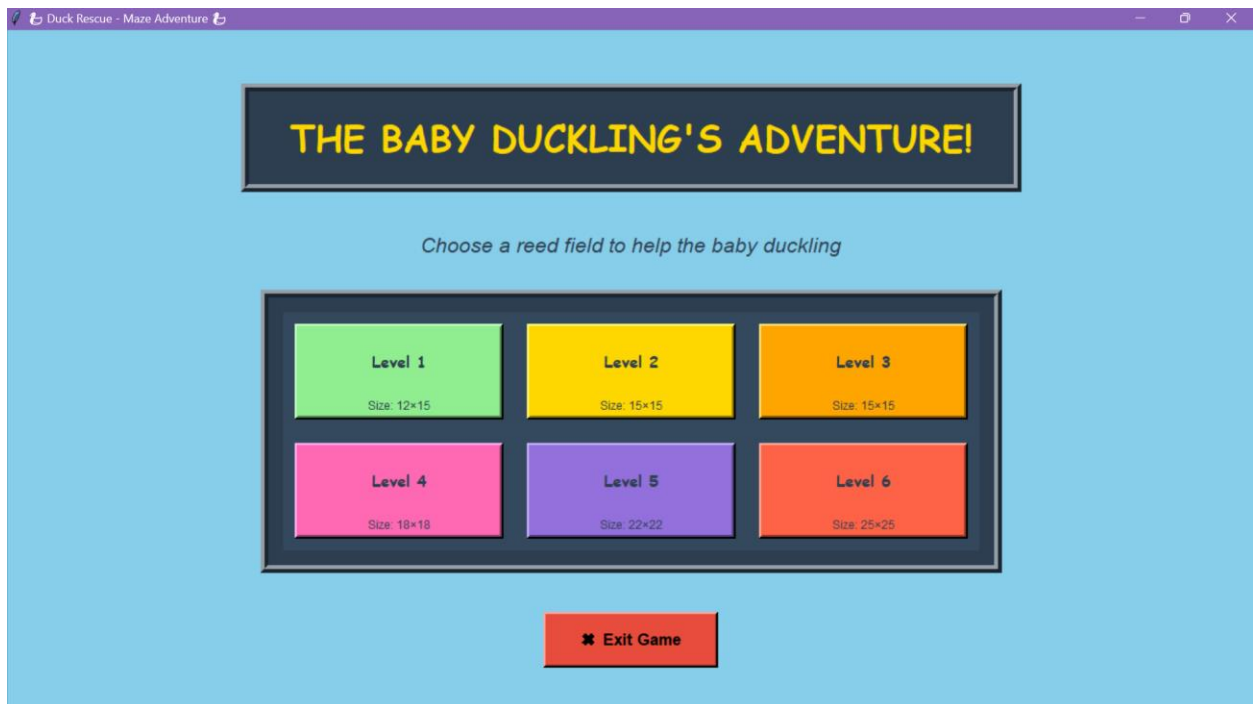 Duck Rescue - Maze Adventure
THE BABY DUCKLING'S ADVENTURE!
Choose a reed field to help the baby duckling
Level 1
Size: 12×15
Level 2
Size: 15×15
Level 3
Size: 15×15
Level 4
Size: 18×18
Level 5
Size: 22×22
Level 6
Size: 25×25
✖ Exit Game